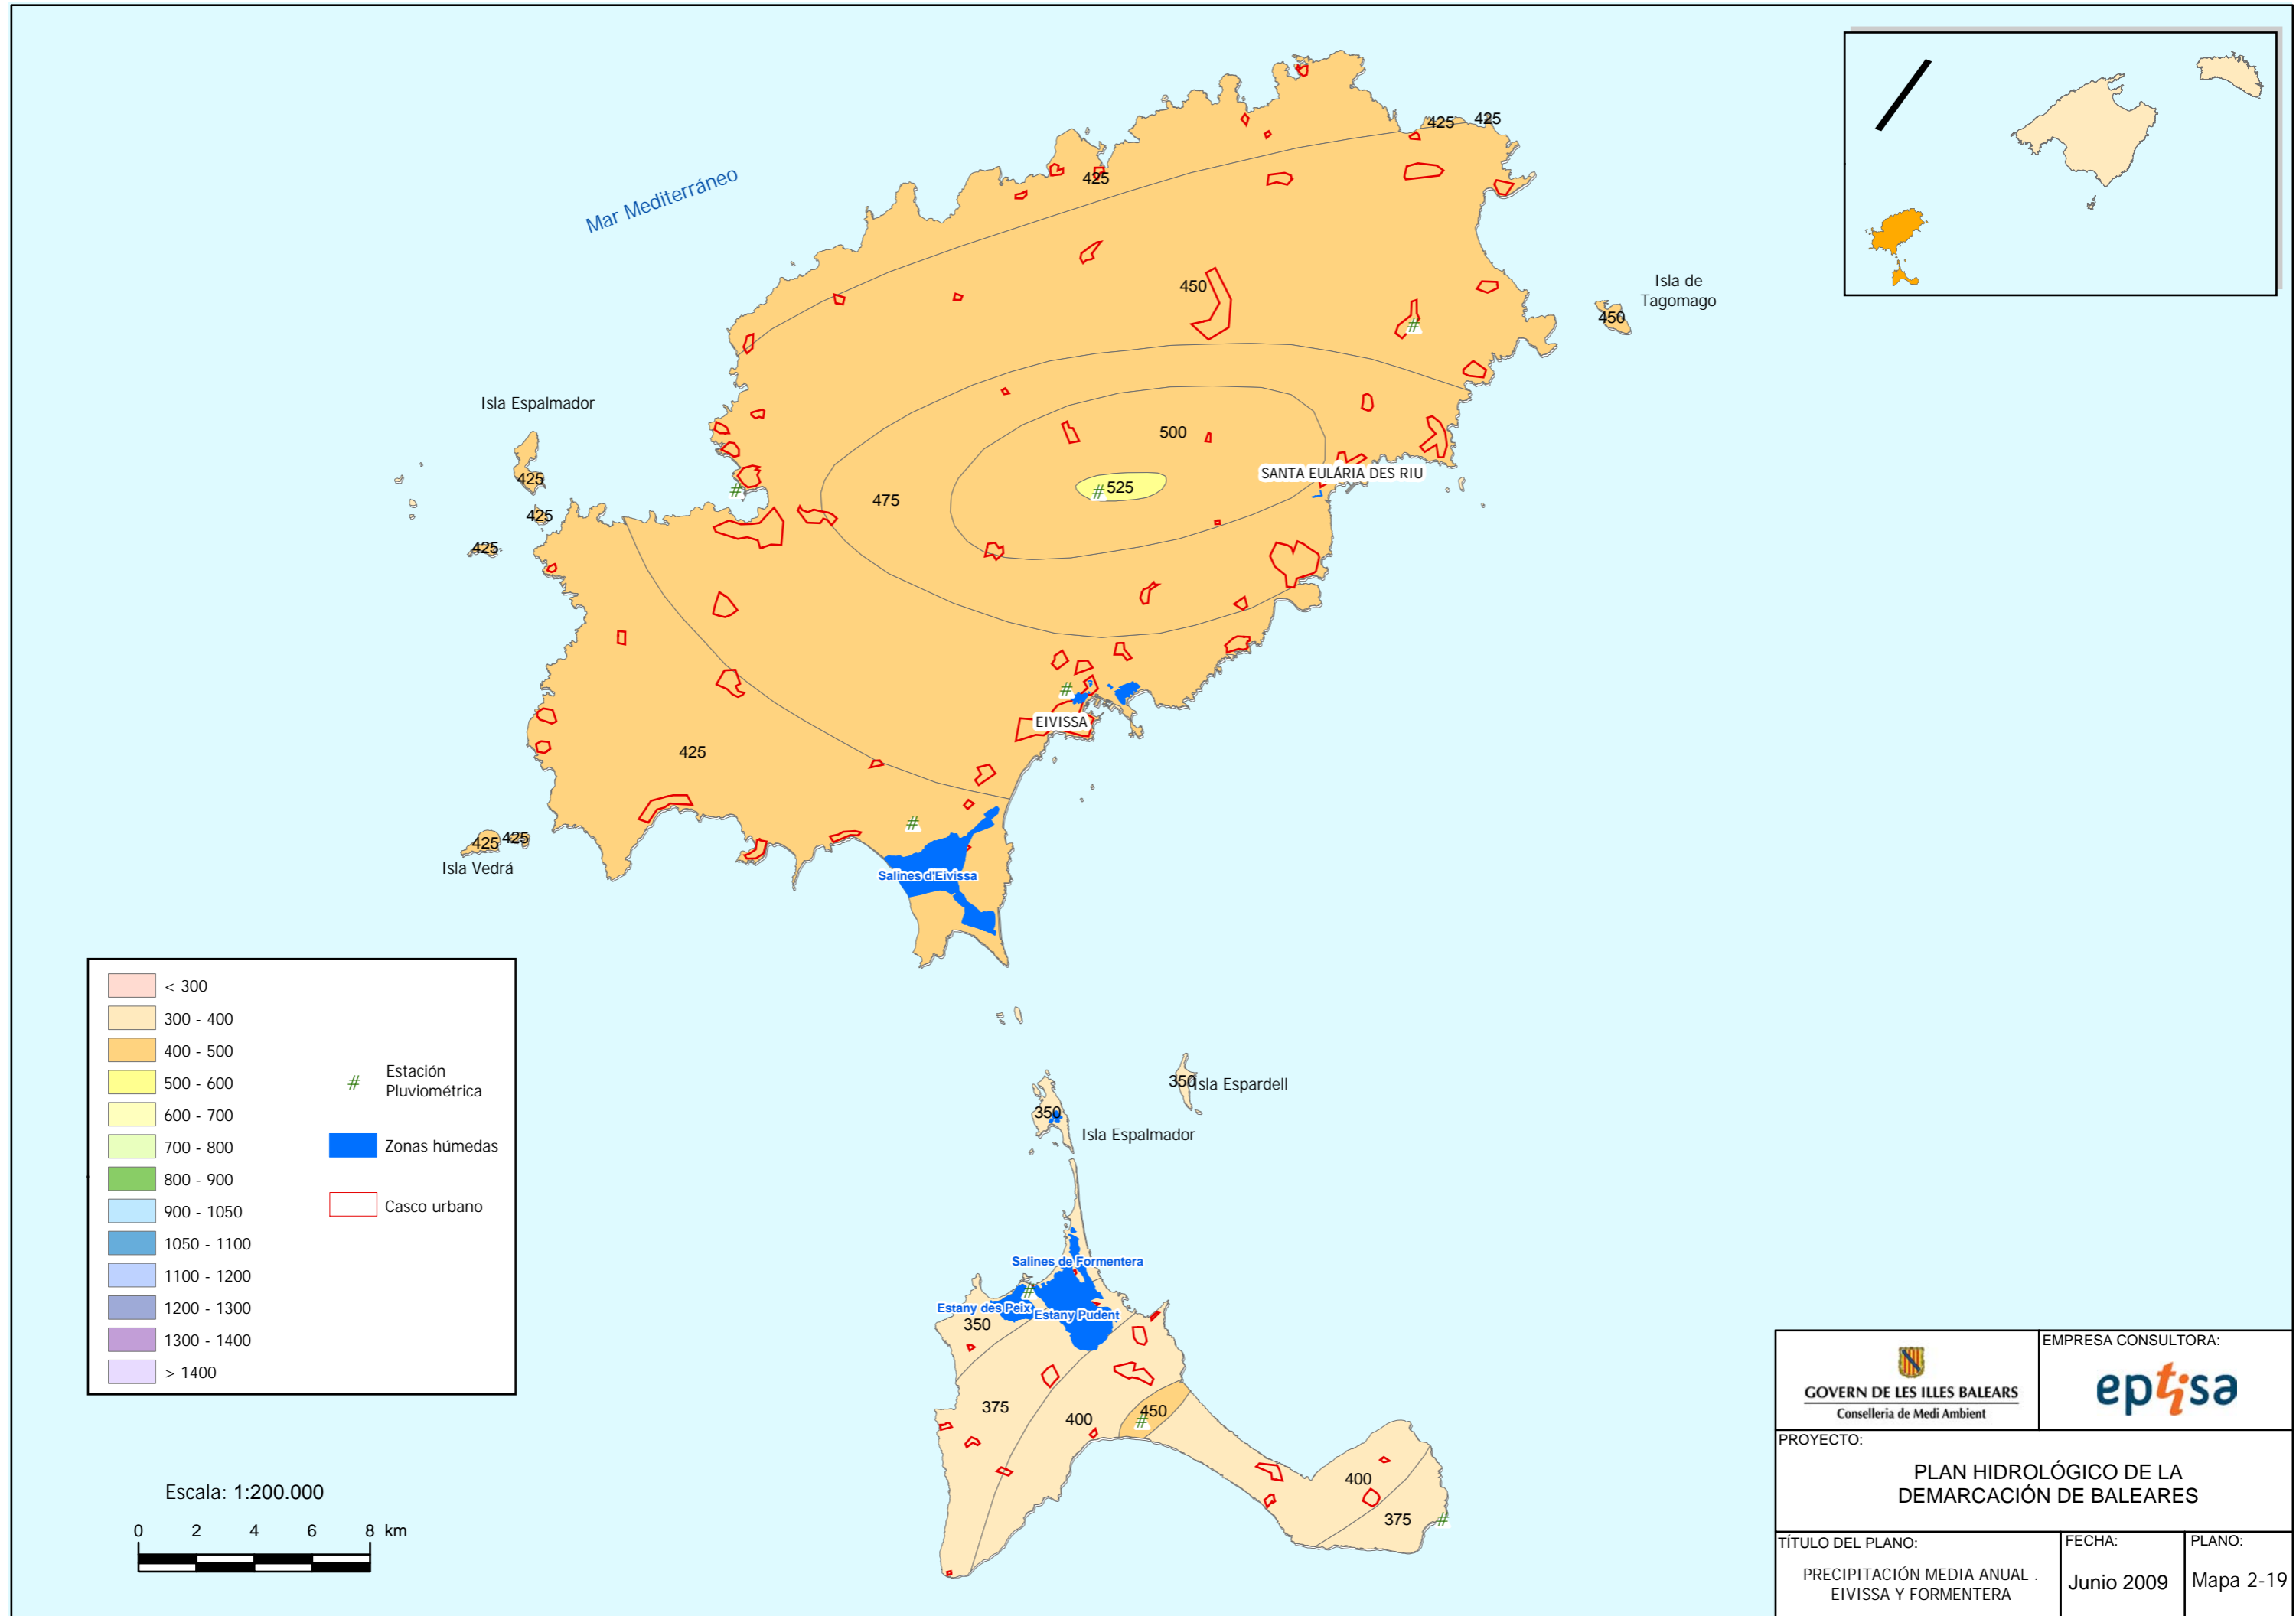 Mar Mediterráneo
425
425
425
Isla de
Tagomago
450
450
Isla Espalmador
425
425
425
500
SANTA EULÁRIA DES RIU
475
525
EIVISSA
425
425
425
Isla Vedrá
Salines d'Eivissa
< 300
300 - 400
400 - 500
500 - 600
600 - 700
700 - 800
800 - 900
900 - 1050
1050 - 1100
1100 - 1200
1200 - 1300
1300 - 1400
> 1400
# Estación
Pluviométrica
Zonas húmedas
Casco urbano
350
Isla Espardell
350
Isla Espalmador
Salines de Formentera
Estany des Peix
Estany Pudent
350
375
400
450
400
375
Escala: 1:200.000
0 2 4 6 8 km
GOVERN DE LES ILLES BALEARS
Conselleria de Medi Ambient
EMPRESA CONSULTORA:
eptisa
PROYECTO:
PLAN HIDROLÓGICO DE LA
DEMARCACIÓN DE BALEARES
TÍTULO DEL PLANO:
PRECIPITACIÓN MEDIA ANUAL .
EIVISSA Y FORMENTERA
FECHA:
Junio 2009
PLANO:
Mapa 2-19